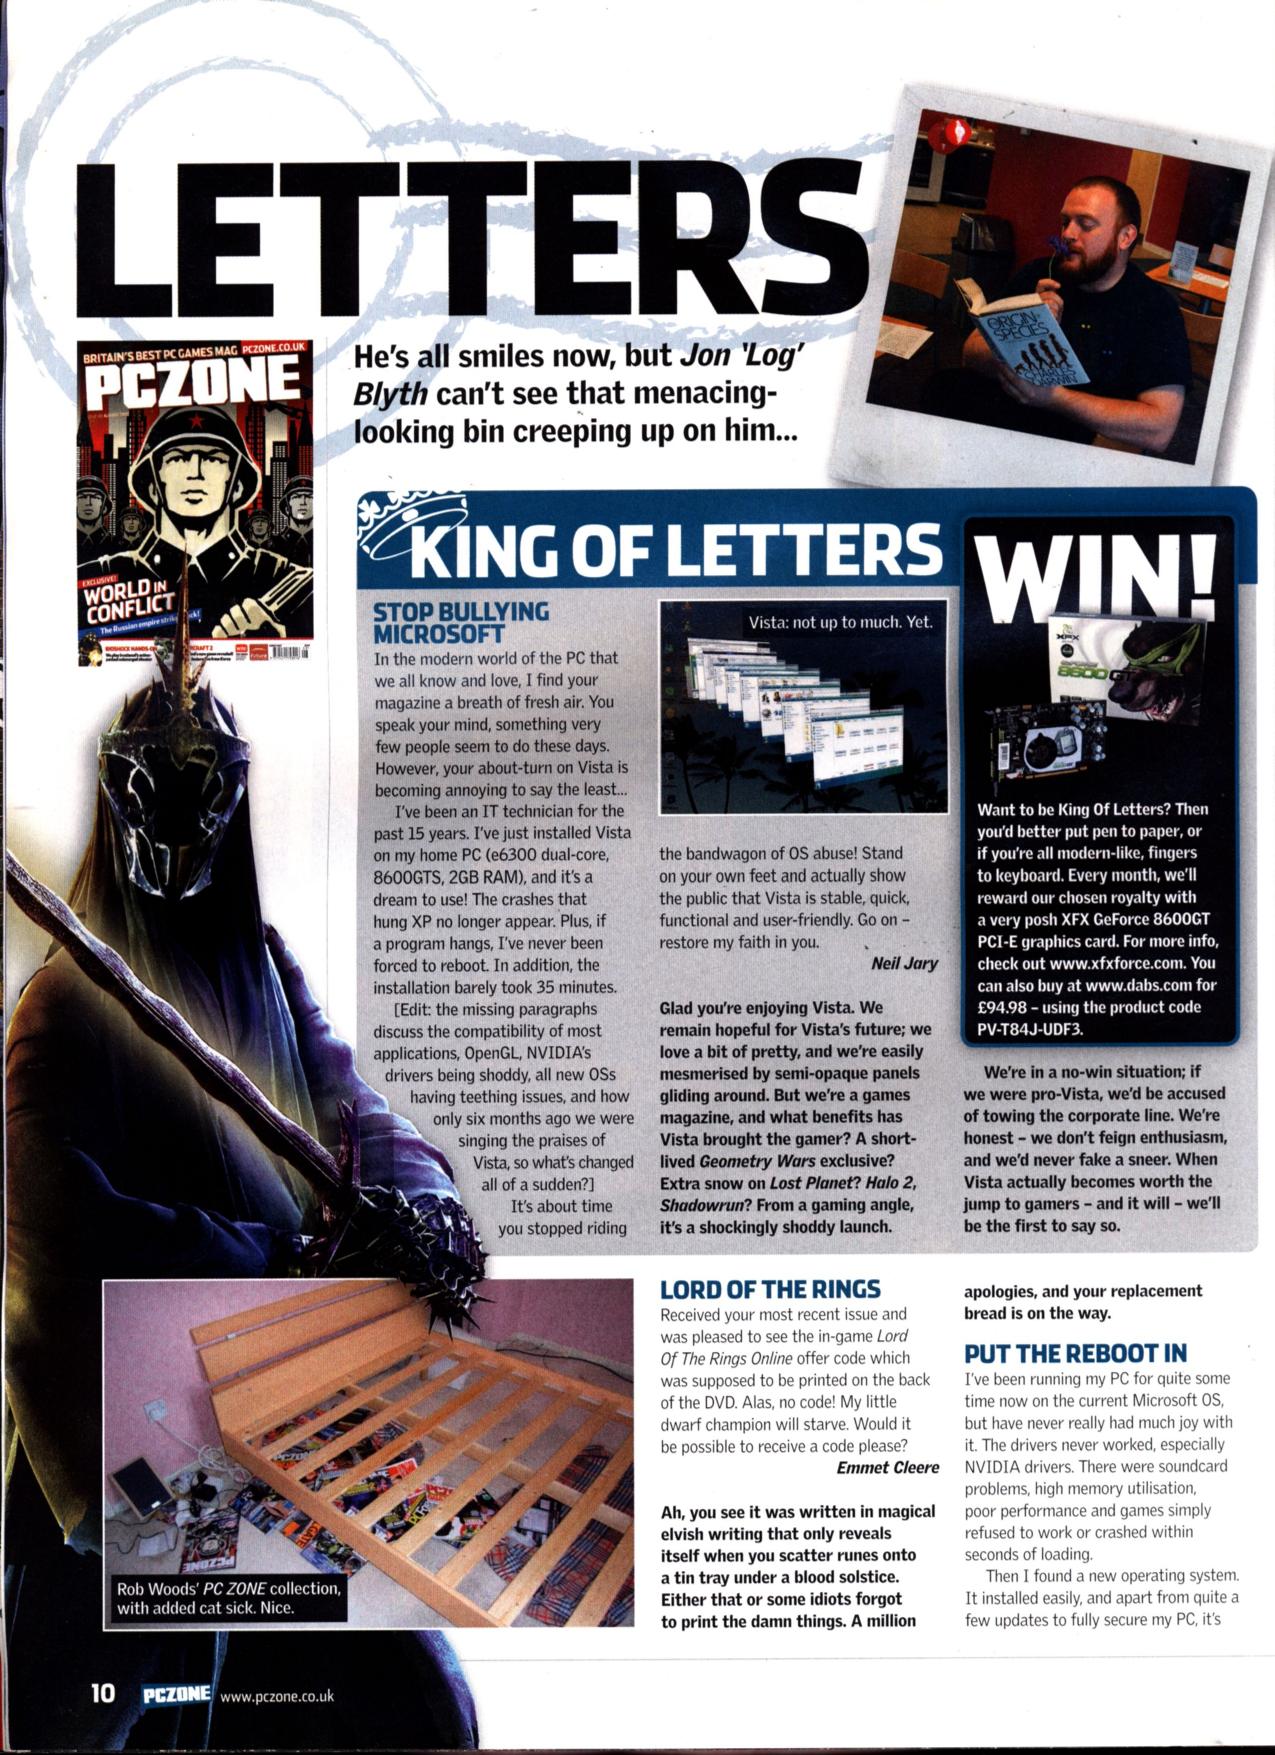 LETTERS
BRITAIN'S BEST PC GAMES MAG PCZONE.CO.UK
PCZONE
EXCLUSIVE!
WORLD IN
CONFLICT
He's all smiles now, but Jon 'Log'
Blyth can't see that menacing-
looking bin creeping up on him...
ORIGIN
SPECIES
CHARLES
DARWIN
KING OF LETTERS
STOP BULLYING
MICROSOFT
In the modern world of the PC that
we all know and love, I find your
magazine a breath of fresh air. You
speak your mind, something very
few people seem to do these days.
However, your about-turn on Vista is
becoming annoying to say the least...
I've been an IT technician for the
past 15 years. I've just installed Vista
on my home PC (e6300 dual-core,
8600GTS, 2GB RAM), and it's a
dream to use! The crashes that
hung XP no longer appear. Plus, if
a program hangs, I've never been
forced to reboot. In addition, the
installation barely took 35 minutes.
[Edit: the missing paragraphs
discuss the compatibility of most
applications, OpenGL, NVIDIA's
drivers being shoddy, all new OSs
having teething issues, and how
only six months ago we were
singing the praises of
Vista, so what's changed
all of a sudden?]
It's about time
you stopped riding
Vista: not up to much. Yet.
the bandwagon of OS abuse! Stand
on your own feet and actually show
the public that Vista is stable, quick,
functional and user-friendly. Go on –
restore my faith in you.
Neil Jary
Glad you're enjoying Vista. We
remain hopeful for Vista's future; we
love a bit of pretty, and we're easily
mesmerised by semi-opaque panels
gliding around. But we're a games
magazine, and what benefits has
Vista brought the gamer? A short-
lived Geometry Wars exclusive?
Extra snow on Lost Planet? Halo 2,
Shadowrun? From a gaming angle,
it's a shockingly shoddy launch.
WIN!
XFX
8600GT
Want to be King Of Letters? Then
you'd better put pen to paper, or
if you're all modern-like, fingers
to keyboard. Every month, we'll
reward our chosen royalty with
a very posh XFX GeForce 8600GT
PCI-E graphics card. For more info,
check out www.xfxforce.com. You
can also buy at www.dabs.com for
£94.98 – using the product code
PV-T84J-UDF3.
We're in a no-win situation; if
we were pro-Vista, we'd be accused
of towing the corporate line. We're
honest – we don't feign enthusiasm,
and we'd never fake a sneer. When
Vista actually becomes worth the
jump to gamers – and it will – we'll
be the first to say so.
PCZONE
Rob Woods' PC ZONE collection,
with added cat sick. Nice.
LORD OF THE RINGS
Received your most recent issue and
was pleased to see the in-game Lord
Of The Rings Online offer code which
was supposed to be printed on the back
of the DVD. Alas, no code! My little
dwarf champion will starve. Would it
be possible to receive a code please?
Emmet Cleere
Ah, you see it was written in magical
elvish writing that only reveals
itself when you scatter runes onto
a tin tray under a blood solstice.
Either that or some idiots forgot
to print the damn things. A million
apologies, and your replacement
bread is on the way.
PUT THE REBOOT IN
I've been running my PC for quite some
time now on the current Microsoft OS,
but have never really had much joy with
it. The drivers never worked, especially
NVIDIA drivers. There were soundcard
problems, high memory utilisation,
poor performance and games simply
refused to work or crashed within
seconds of loading.
Then I found a new operating system.
It installed easily, and apart from quite a
few updates to fully secure my PC, it's
10 PCZONE www.pczone.co.uk